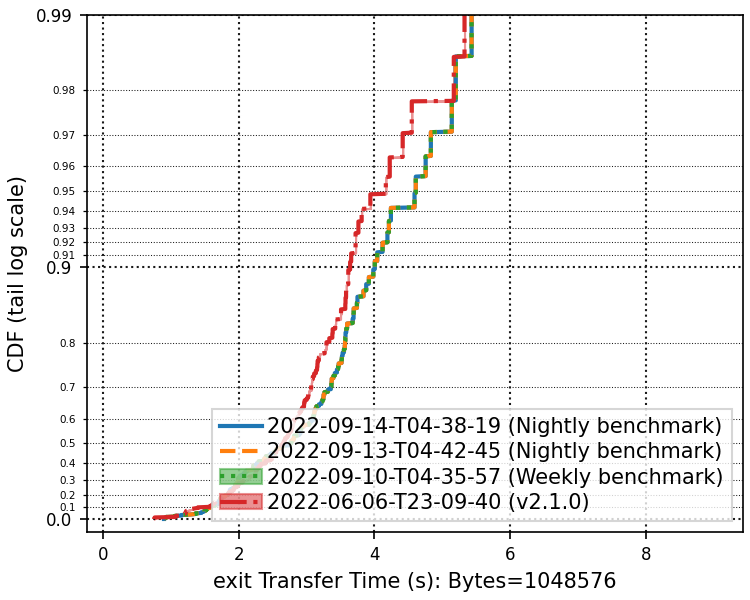 CDF (tail log scale)
0.99
0.98
0.97
0.96
0.95
0.94
0.93
0.92
0.91
0.9
0.8
0.7
0.6
0.5
0.4
0.3
0.2
0.1
0.0
2022-09-14-T04-38-19 (Nightly benchmark)
2022-09-13-T04-42-45 (Nightly benchmark)
2022-09-10-T04-35-57 (Weekly benchmark)
2022-06-06-T23-09-40 (v2.1.0)
0 2 4 6 8
exit Transfer Time (s): Bytes=1048576